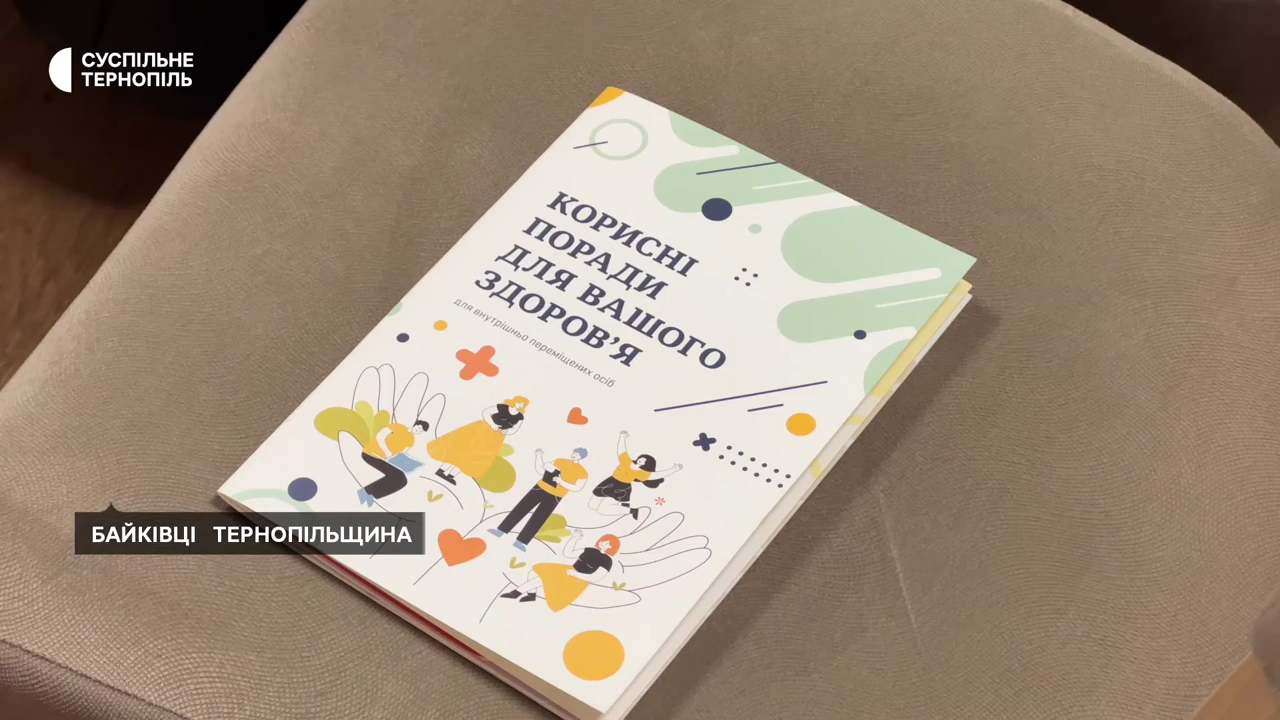 СУСПІЛЬНЕ
ТЕРНОПІЛЬ
КОРИСНІ
ПОРАДИ
ДЛЯ ВАШОГО
ЗДОРОВ'Я
для внутрішньо переміщених осіб
БАЙКІВЦІ ТЕРНОПІЛЬЩИНА